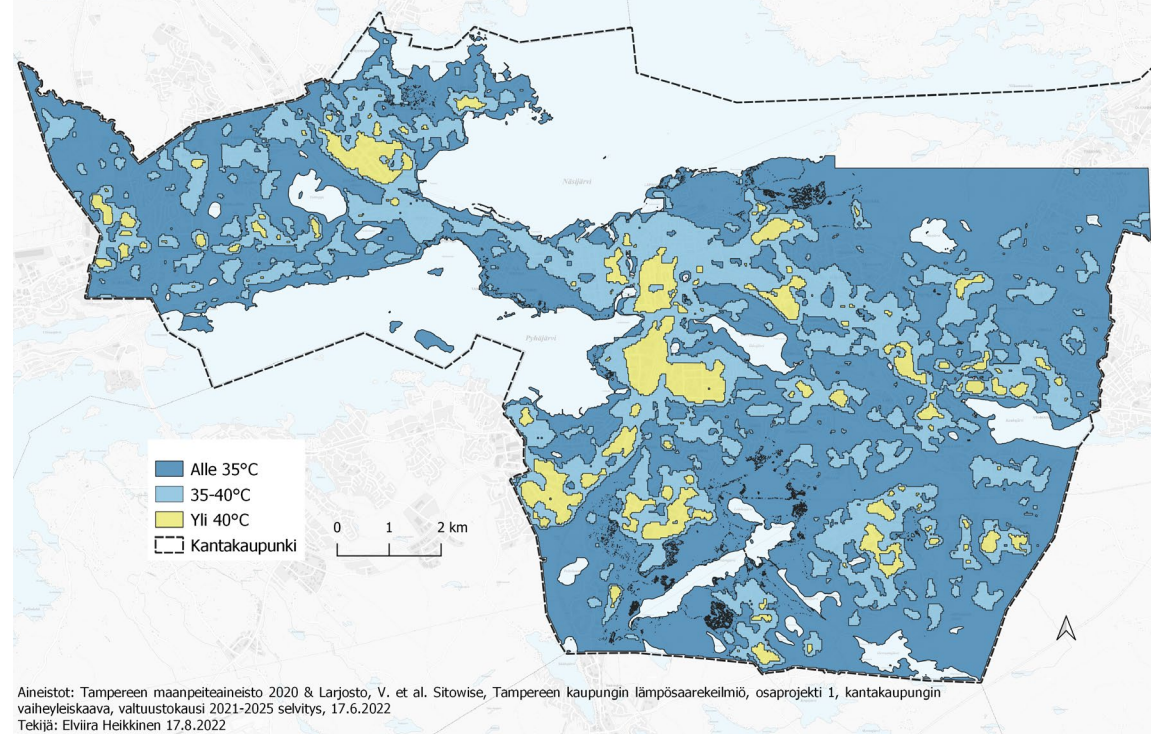 Näsijärvi
Pyhäjärvi
Alle 35°C
35-40°C
Yli 40°C
Kantakaupunki
0 1 2 km
Aineistot: Tampereen maanpeiteaineisto 2020 & Larjosto, V. et al. Sitowise, Tampereen kaupungin lämpösaarekeilmiö, osaprojekti 1, kantakaupungin
vaiheyleiskaava, valtuustokausi 2021-2025 selvitys, 17.6.2022
Tekijä: Elviira Heikkinen 17.8.2022